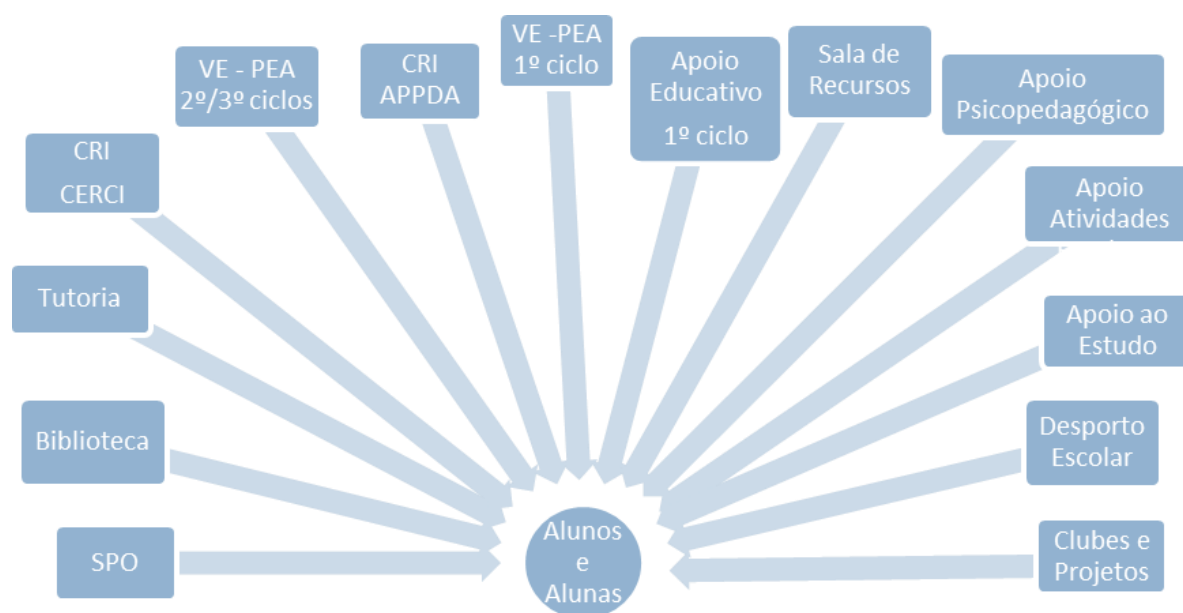 VE - PEA
2º/3º ciclos
CRI
APPDA
VE -PEA
1º ciclo
Apoio
Educativo
1º ciclo
Sala de
Recursos
Apoio
Psicopedagógico
CRI
CERCI
Apoio
Atividades
Tutoria
Apoio ao
Estudo
Biblioteca
Desporto
Escolar
SPO
Alunos
e
Alunas
Clubes e
Projetos